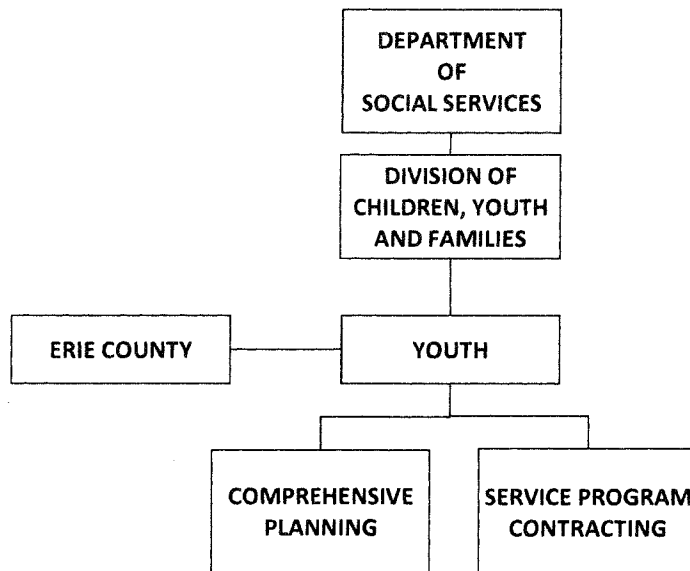 DEPARTMENT
OF
SOCIAL SERVICES
DIVISION OF
CHILDREN, YOUTH
AND FAMILIES
ERIE COUNTY
YOUTH
COMPREHENSIVE
PLANNING
SERVICE PROGRAM
CONTRACTING